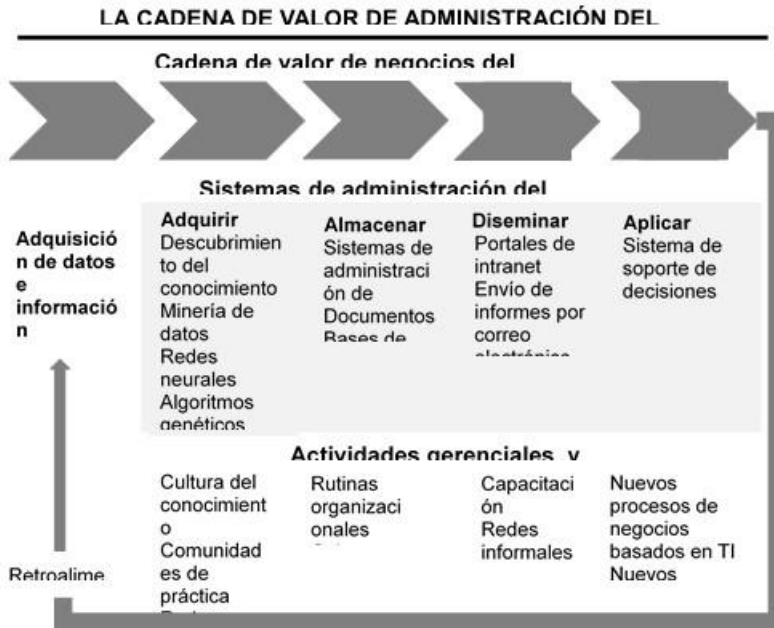 LA CADENA DE VALOR DE ADMINISTRACIÓN DEL
Cadena de valor de negocios del
Sistemas de administración del
Adquisició
n de datos
e
informació
n
Adquirir
Descubrimien
to del
conocimiento
Minería de
datos
Redes
neurales
Algoritmos
genéticos
Almacenar
Sistemas de
administraci
ón de
Documentos
Bases de
Diseminar
Portales de
intranet
Envío de
informes por
correo
electrónico
Aplicar
Sistema de
soporte de
decisiones
Actividades gerenciales y
Cultura del
conocimient
o
Comunidad
es de
práctica
Rutinas
organizaci
onales
Capacitaci
ón
Redes
informales
Nuevos
procesos de
negocios
basados en TI
Nuevos
Retroalime